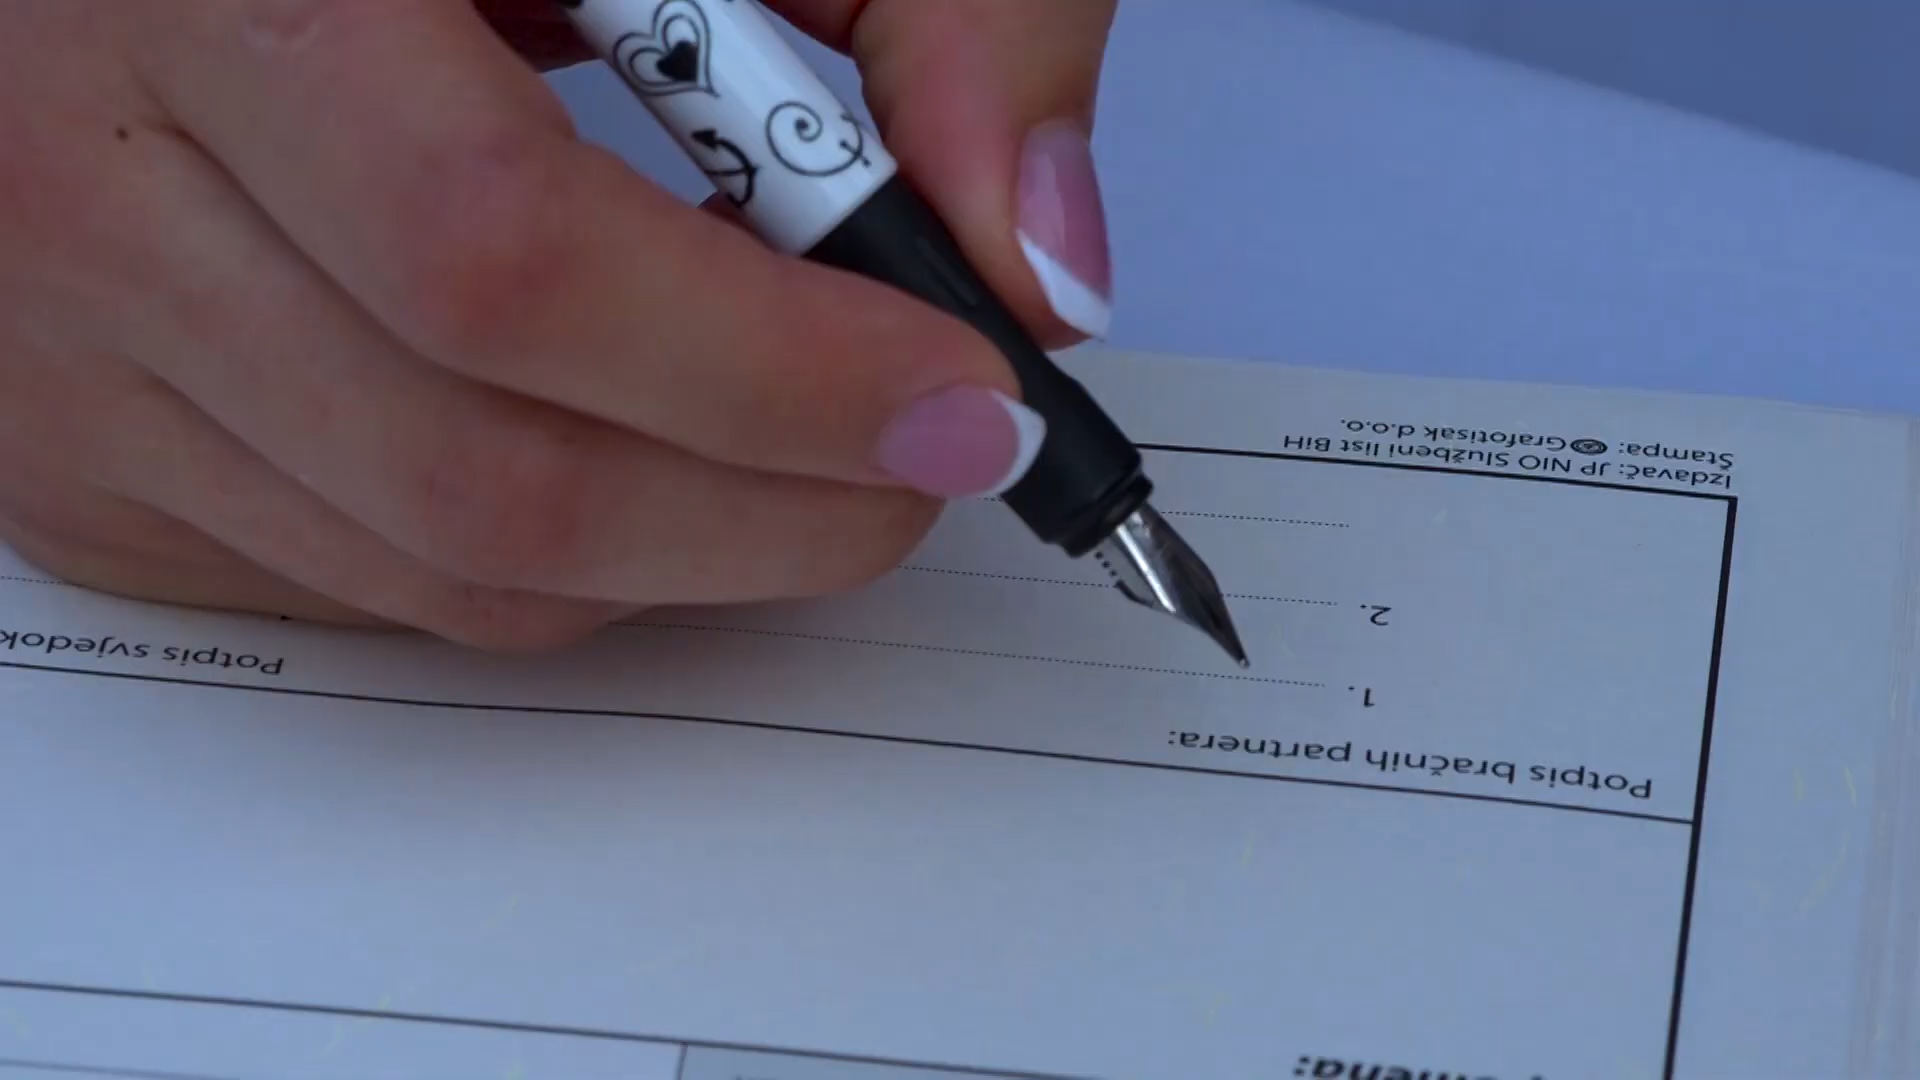 Potpis bračnih partnera:
1.
2.
Potpis svjedok
Izdavač: JP NIO Službeni list BiH
Štampa: Grafotisak d.o.o.